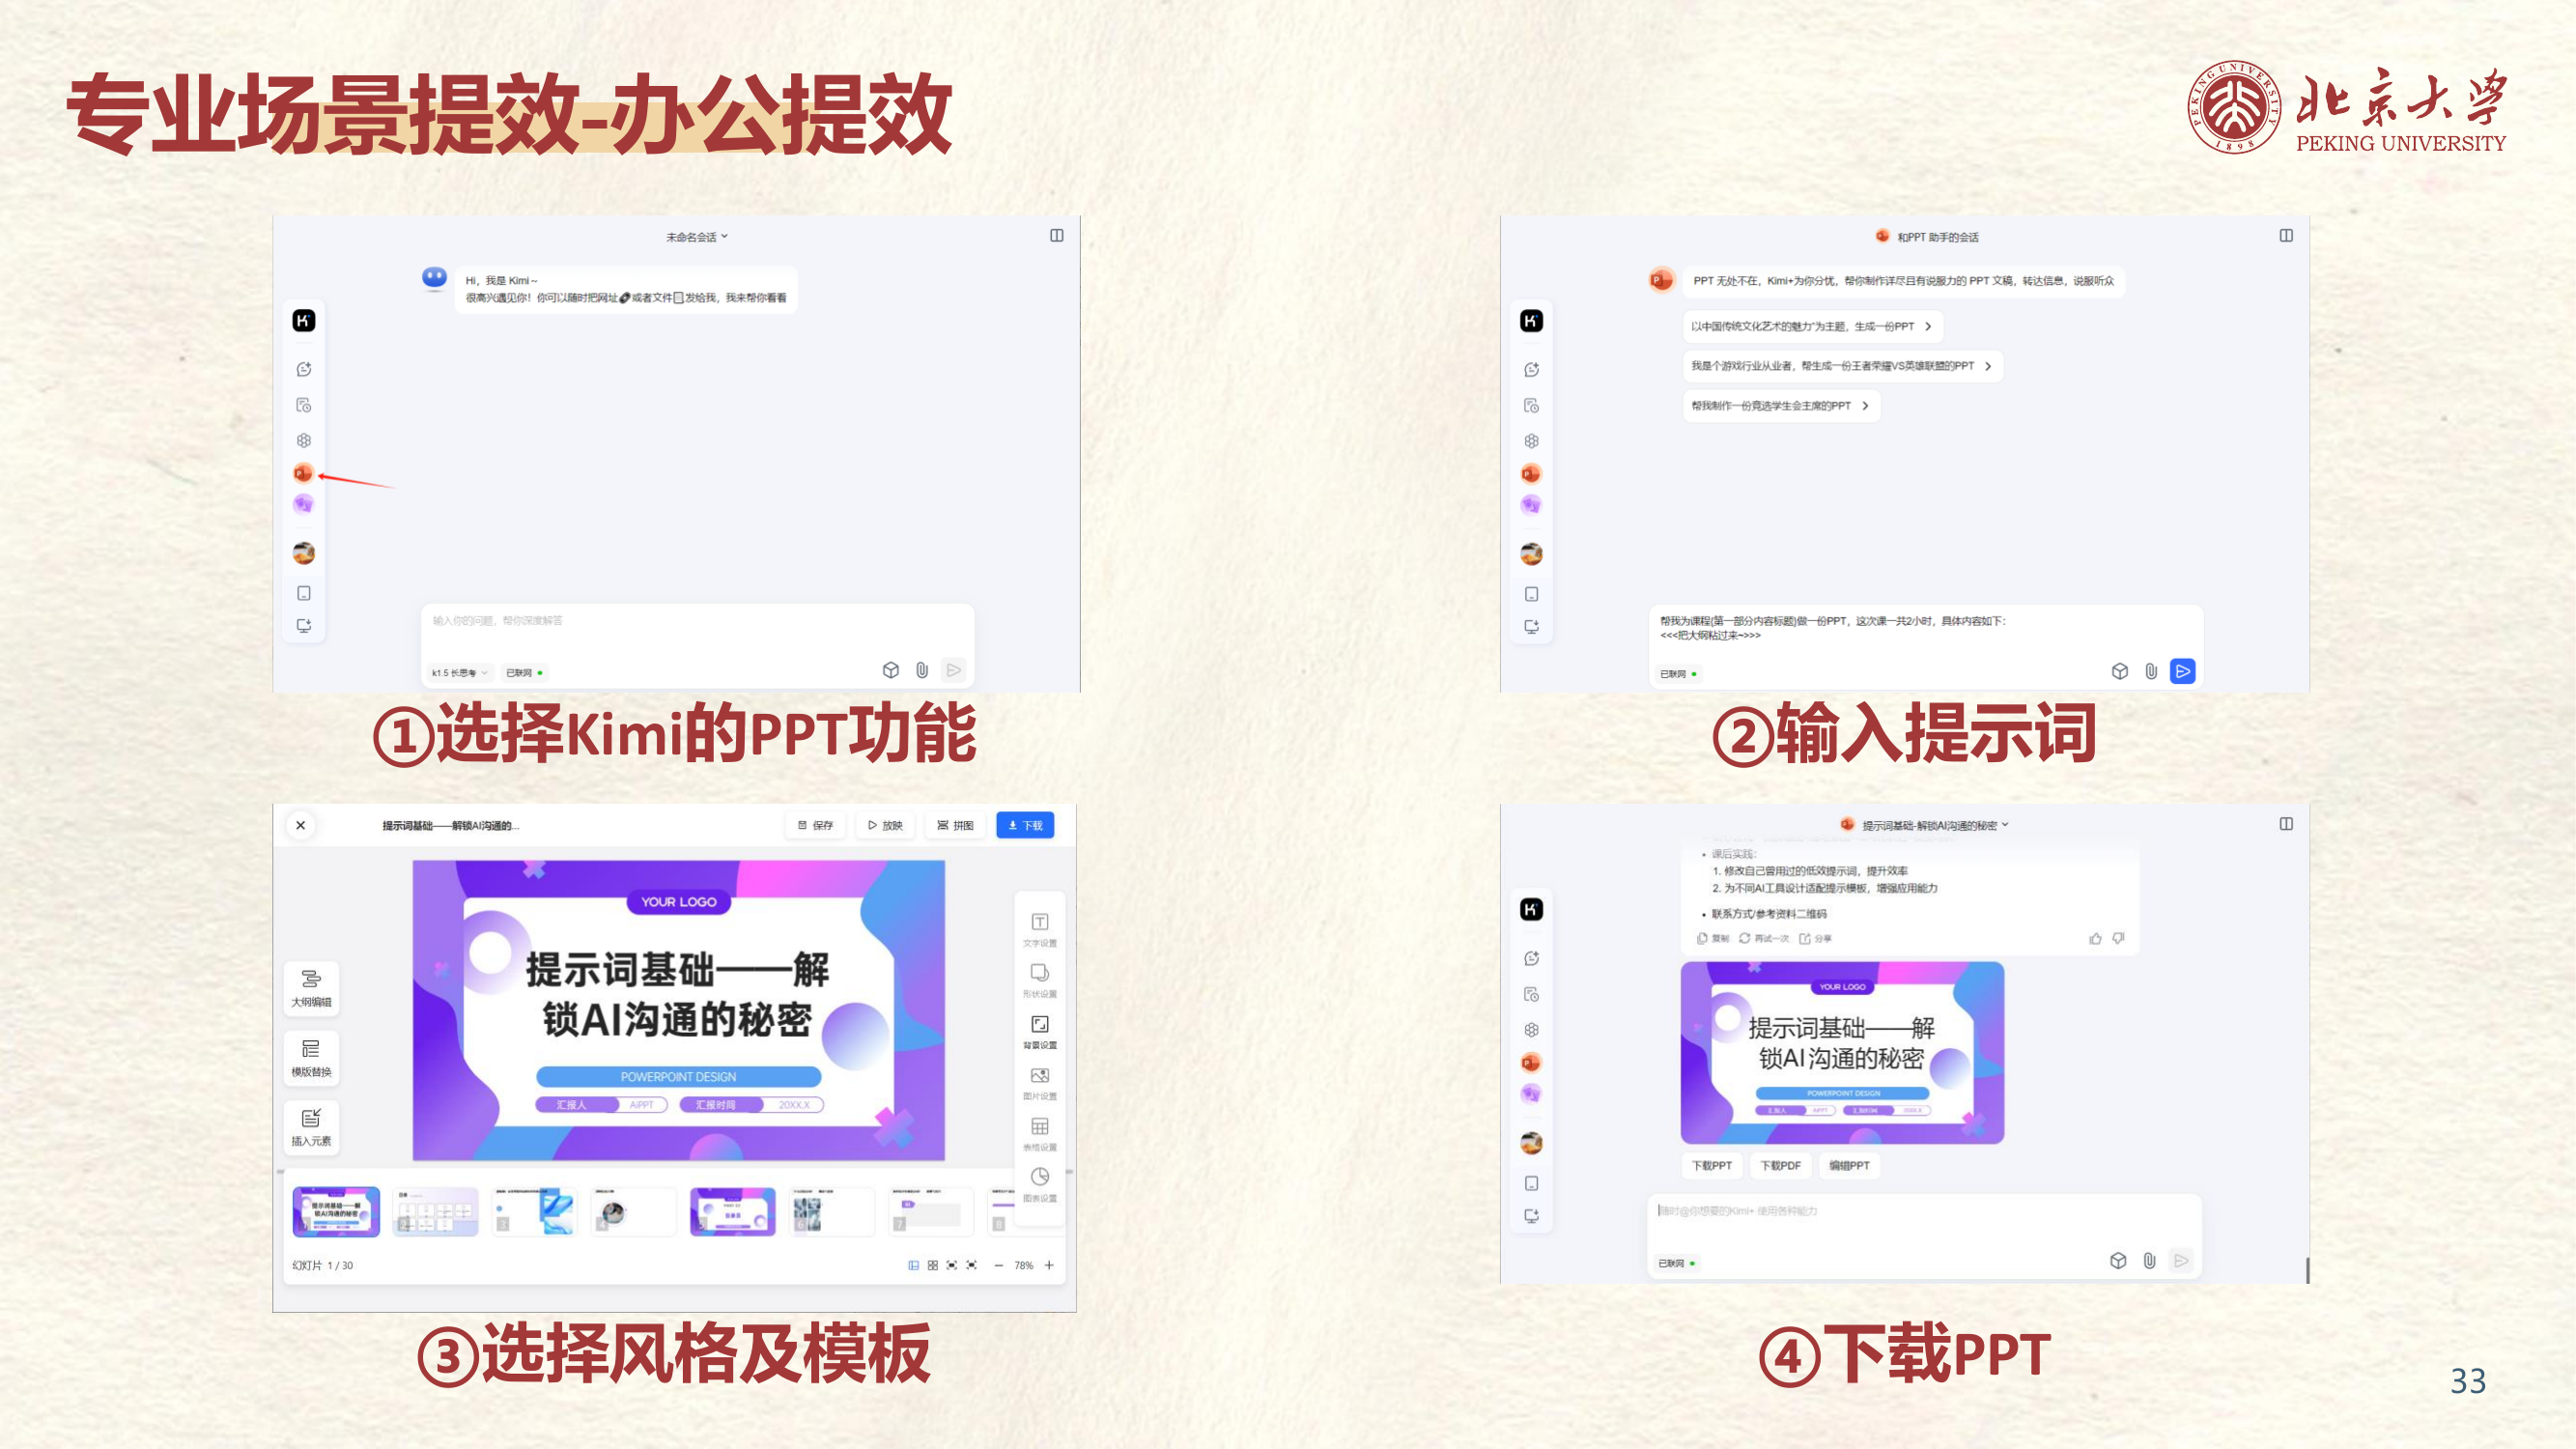 专业场景提效-办公提效
PEKING UNIVERSITY
1898
北京大学
PEKING UNIVERSITY
未命名会话
Hi，我是 Kimi～
很高兴遇见你！你可以随时把网址🔗或者文件📃发给我，我来帮你看看
输入你的问题，帮你深度解答
k1.5 长思考
已联网
①选择Kimi的PPT功能
和PPT 助手的会话
PPT 无处不在，Kimi+为你分忧，帮你制作详尽且有说服力的 PPT 文稿，转达信息，说服听众
以中国传统文化艺术的魅力”为主题，生成一份PPT
我是个游戏行业从业者，帮生成一份王者荣耀VS英雄联盟的PPT
帮我制作一份竞选学生会主席的PPT
帮我为课程(第一部分内容标题)做一份PPT，这次课一共2小时，具体内容如下：
<<<把大纲粘过来~>>>
已联网
②输入提示词
提示词基础——解锁AI沟通的...
保存
放映
拼图
下载
大纲编辑
模版替换
插入元素
YOUR LOGO
提示词基础——解
锁AI沟通的秘密
POWERPOINT DESIGN
汇报人
AiPPT
汇报时间
20XX.X
文字设置
形状设置
背景设置
图片设置
表格设置
图表设置
幻灯片 1 / 30
78%
③选择风格及模板
提示词基础-解锁AI沟通的秘密
• 课后实践：
1. 修改自己曾用过的低效提示词，提升效率
2. 为不同AI工具设计适配提示模板，增强应用能力
• 联系方式/参考资料二维码
复制
再试一次
分享
YOUR LOGO
提示词基础——解
锁AI沟通的秘密
POWERPOINT DESIGN
下载PPT
下载PDF
编辑PPT
随时@你想要的Kimi+ 使用各种能力
已联网
④下载PPT
33